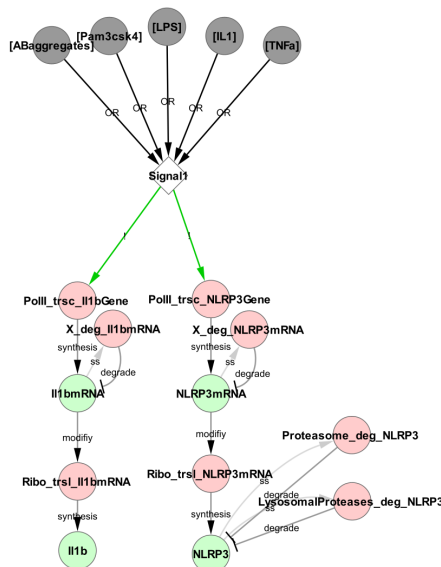 [LPS]
[Pam3csk4]
[IL1]
[ABaggregates]
[TNFa]
OR
OR
OR
OR
OR
Signal1
!
!
PolII_trsc_Il1bGene
PolII_trsc_NLRP3Gene
X_deg_Il1bmRNA
X_deg_NLRP3mRNA
synthesis
synthesis
ss
ss
degrade
degrade
Il1bmRNA
NLRP3mRNA
modifiy
modifiy
Proteasome_deg_NLRP3
Ribo_trsl_Il1bmRNA
Ribo_trsl_NLRP3mRNA
ss
degrade
LysosomalProteases_deg_NLRP3
ss
synthesis
synthesis
degrade
Il1b
NLRP3